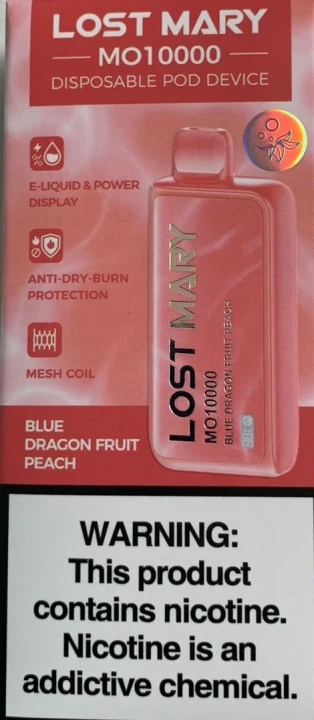 LOST MARY
MO10000
DISPOSABLE POD DEVICE
E-LIQUID & POWER
DISPLAY
ANTI-DRY-BURN
PROTECTION
MESH COIL
LOST MARY
MO10000
BLUE DRAGON FRUIT PEACH
BLUE
DRAGON FRUIT
PEACH
WARNING:
This product
contains nicotine.
Nicotine is an
addictive chemical.